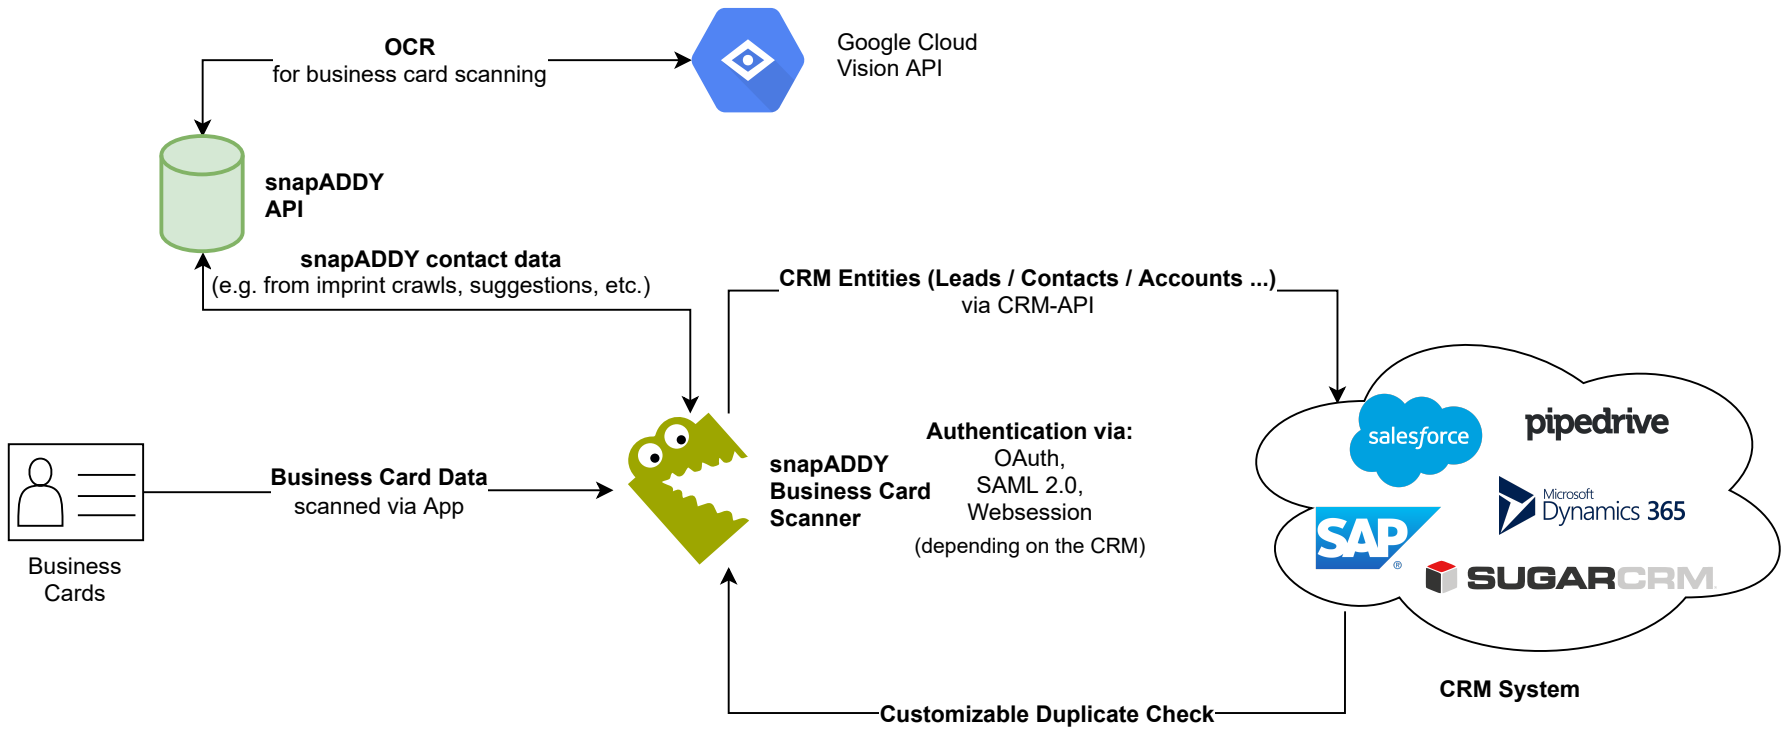 OCR
for business card scanning
Google Cloud
Vision API
snapADDY
API
snapADDY contact data
(e.g. from imprint crawls, suggestions, etc.)
CRM Entities (Leads / Contacts / Accounts ...)
via CRM-API
Business Card Data
scanned via App
Business
Cards
snapADDY
Business Card
Scanner
Authentication via:
OAuth,
SAML 2.0,
Websession
(depending on the CRM)
salesforce
pipedrive
Microsoft
Dynamics 365
SAP
®
SUGARCRM
CRM System
Customizable Duplicate Check